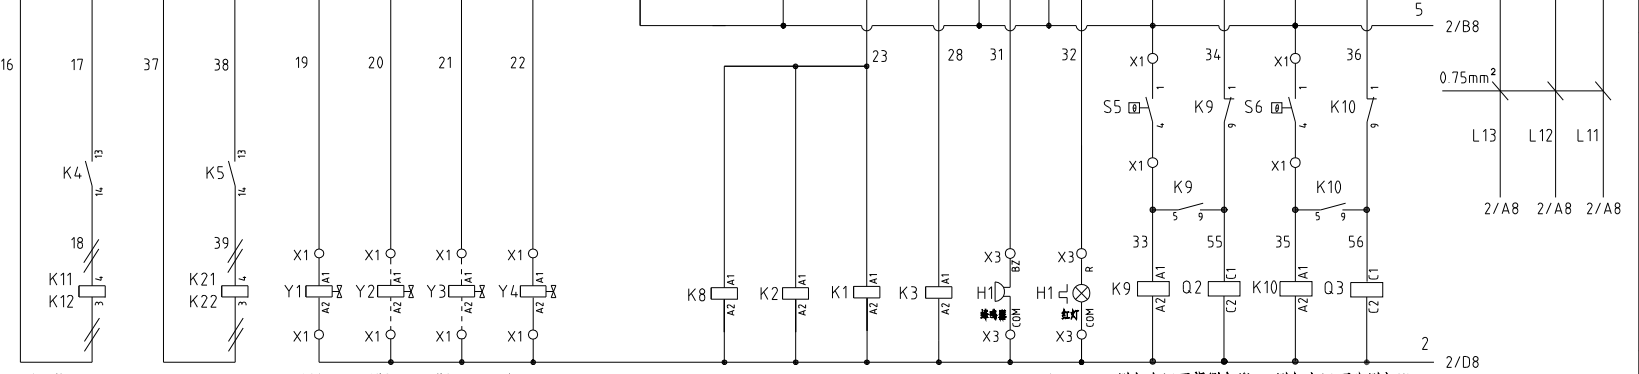 5
2/B8
16
17
37
38
19
20
21
22
23
28
31
32
34
36
X1
X1
0.75mm²
1
1
1
1
S5
0
K9
S6
0
K10
4
9
4
9
L13
L12
L11
13
13
K4
K5
14
14
X1
X1
K9
K10
5
9
5
9
2/A8
2/A8
2/A8
18
39
33
55
35
56
X1
X1
X1
X1
X3
X3
BZ
R
K11
4
K21
4
A1
A1
A1
A1
A1
A1
A1
A1
A1
C1
A1
C1
Y1
Y2
Y3
Y4
K8
K2
K1
K3
H1
H1
K9
Q2
K10
Q3
K12
3
K22
3
A2
A2
A2
A2
A2
A2
A2
A2
A2
C2
A2
C2
蜂鸣器
COM
红灯
COM
X1
X1
X1
X1
X3
X3
2
2/D8